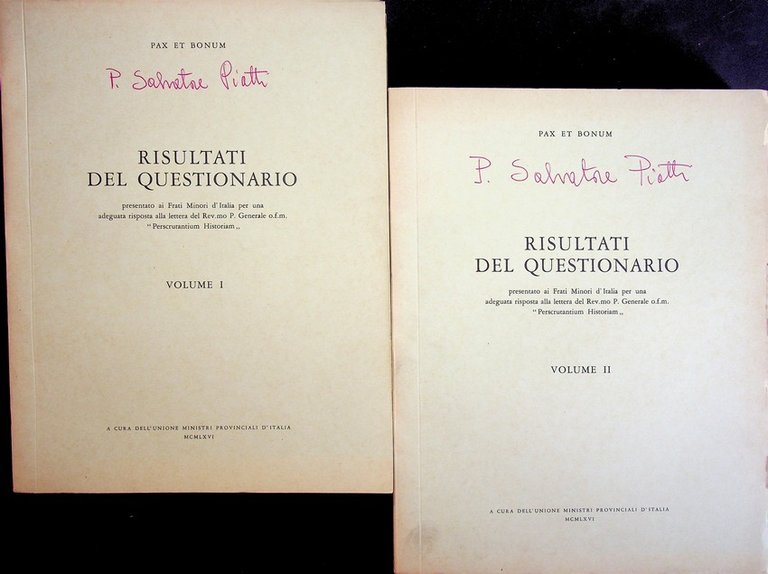 PAX ET BONUM
P. Salvatore Piatti
RISULTATI
DEL QUESTIONARIO
presentato ai Frati Minori d'Italia per una
adeguata risposta alla lettera del Rev.mo P. Generale o.f.m.
“ Perscrutantium Historiam „
VOLUME I
A CURA DELL'UNIONE MINISTRI PROVINCIALI D'ITALIA
MCMLXVI
PAX ET BONUM
P. Salvatore Piatti
RISULTATI
DEL QUESTIONARIO
presentato ai Frati Minori d'Italia per una
adeguata risposta alla lettera del Rev.mo P. Generale o.f.m.
“ Perscrutantium Historiam „
VOLUME II
A CURA DELL'UNIONE MINISTRI PROVINCIALI D'ITALIA
MCMLXVI